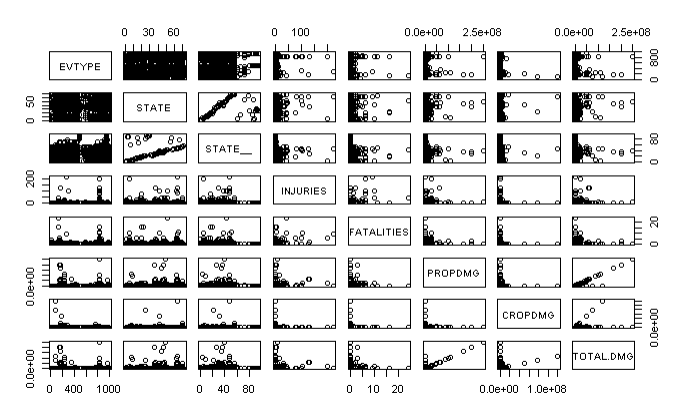 0 30 60
0 100
0.0e+00 2.5e+08
0.0e+00 2.5e+08
EVTYPE
0 800
0 50
STATE
STATE__
0 80
0 200
INJURIES
FATALITIES
0 20
0.0e+00
PROPDMG
CROPDMG
0.0e+00
0.0e+00
TOTAL.DMG
0 400 1000
0 40 80
0 10 20
0.0e+00 1.0e+08